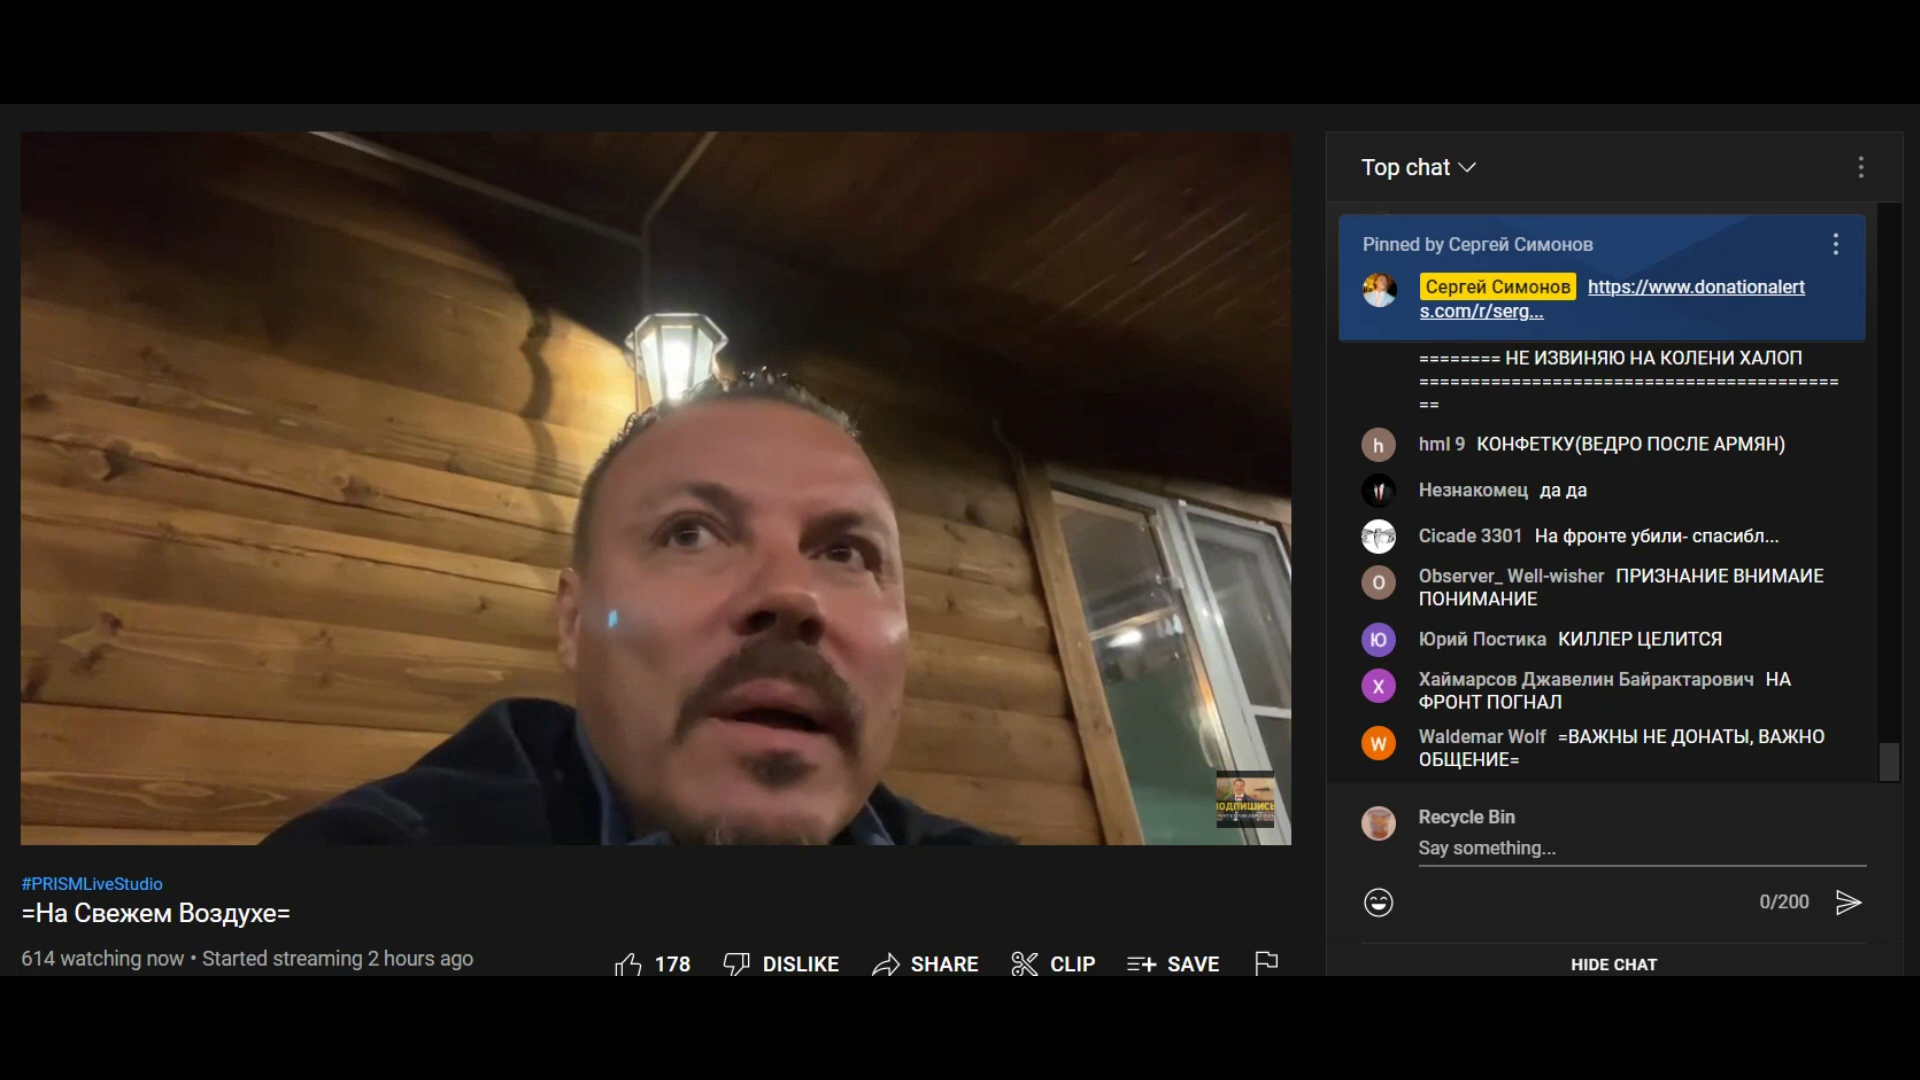 Top chat
Pinned by Сергей Симонов
Сергей Симонов https://www.donationalert
s.com/r/serg...
======== НЕ ИЗВИНЯЮ НА КОЛЕНИ ХАЛОП
=========================================
==
h
hml 9 КОНФЕТКУ(ВЕДРО ПОСЛЕ АРМЯН)
Незнакомец да да
Cicade 3301 На фронте убили- спасибл...
O
Observer_ Well-wisher ПРИЗНАНИЕ ВНИМАИЕ
ПОНИМАНИЕ
Ю
Юрий Постика КИЛЛЕР ЦЕЛИТСЯ
Х
Хаймарсов Джавелин Байрактарович НА
ФРОНТ ПОГНАЛ
W
Waldemar Wolf =ВАЖНЫ НЕ ДОНАТЫ, ВАЖНО
ОБЩЕНИЕ=
Recycle Bin
Say something...
0/200
HIDE CHAT
ПОДПИШИСЬ
#PRISMLiveStudio
=На Свежем Воздухе=
614 watching now • Started streaming 2 hours ago
178 DISLIKE SHARE CLIP SAVE